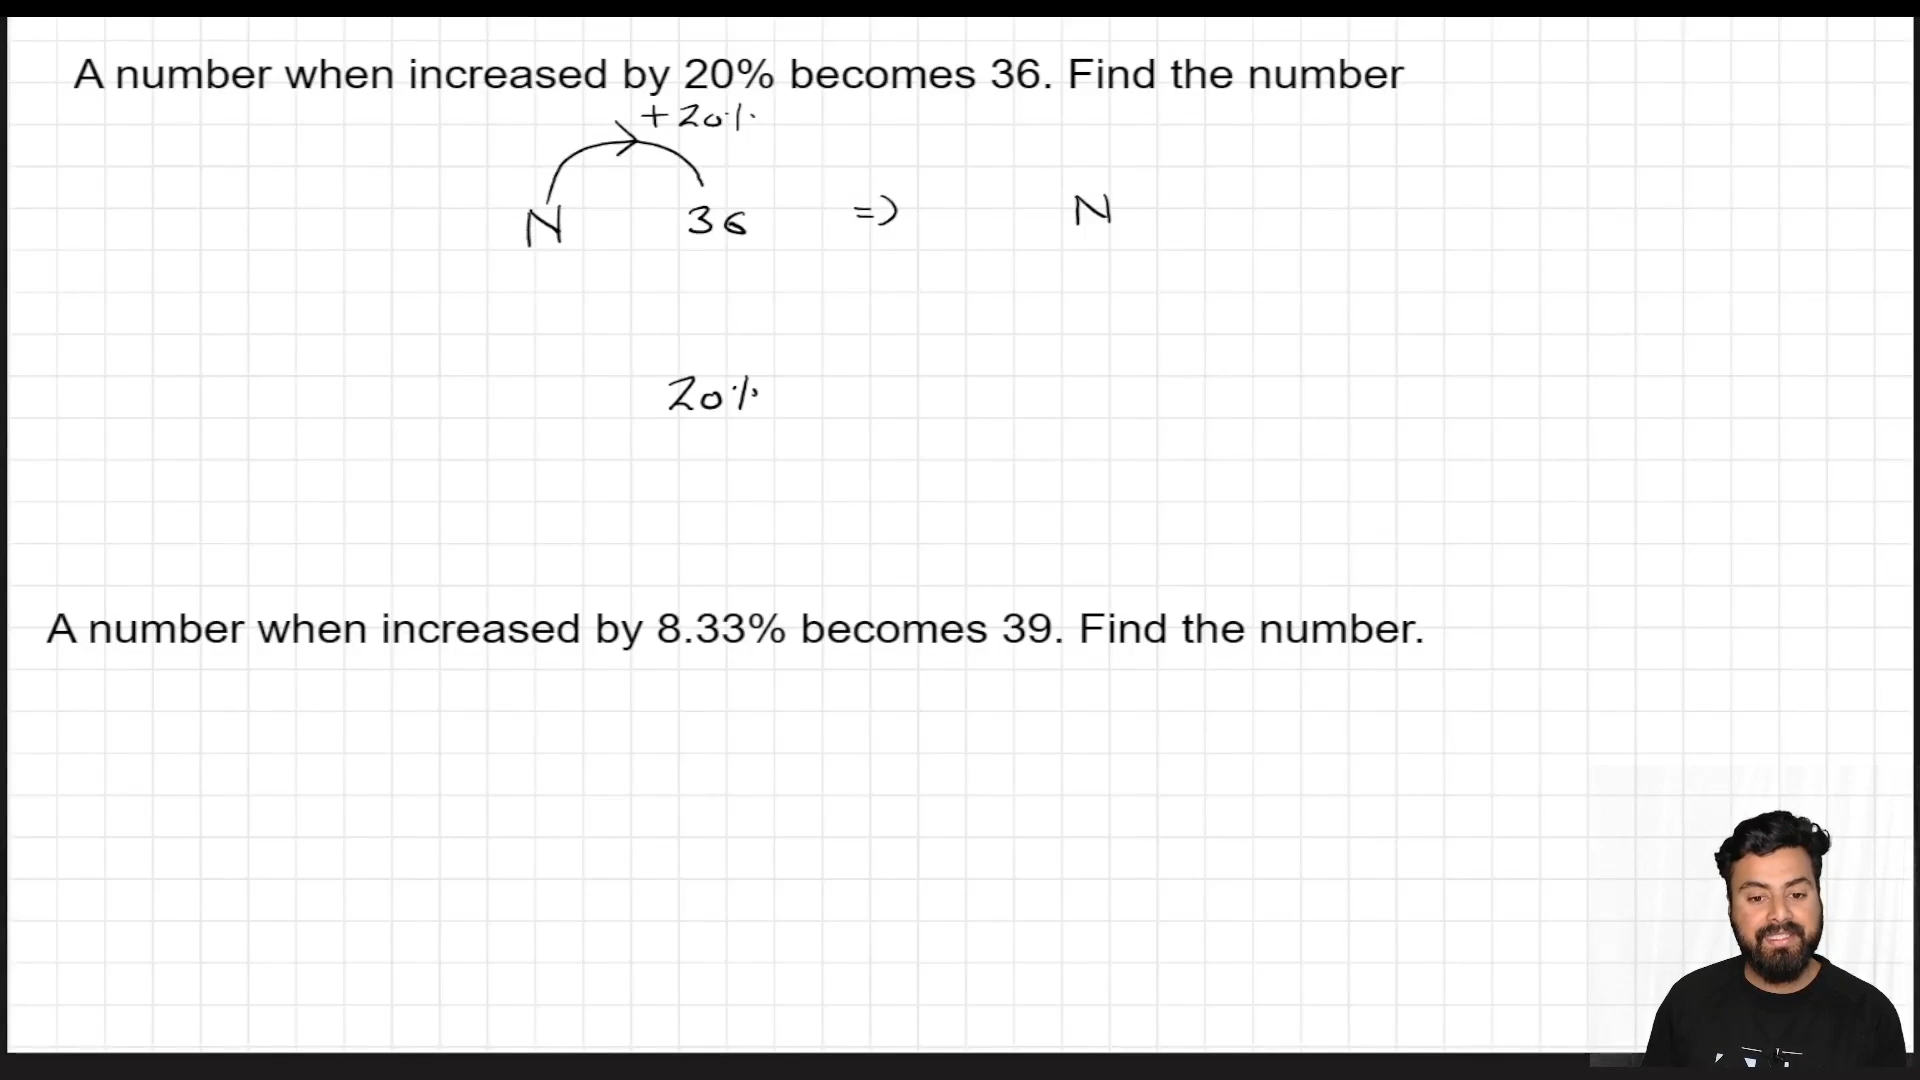 A number when increased by 20% becomes 36. Find the number
+20%
N 36 => N
20%
A number when increased by 8.33% becomes 39. Find the number.